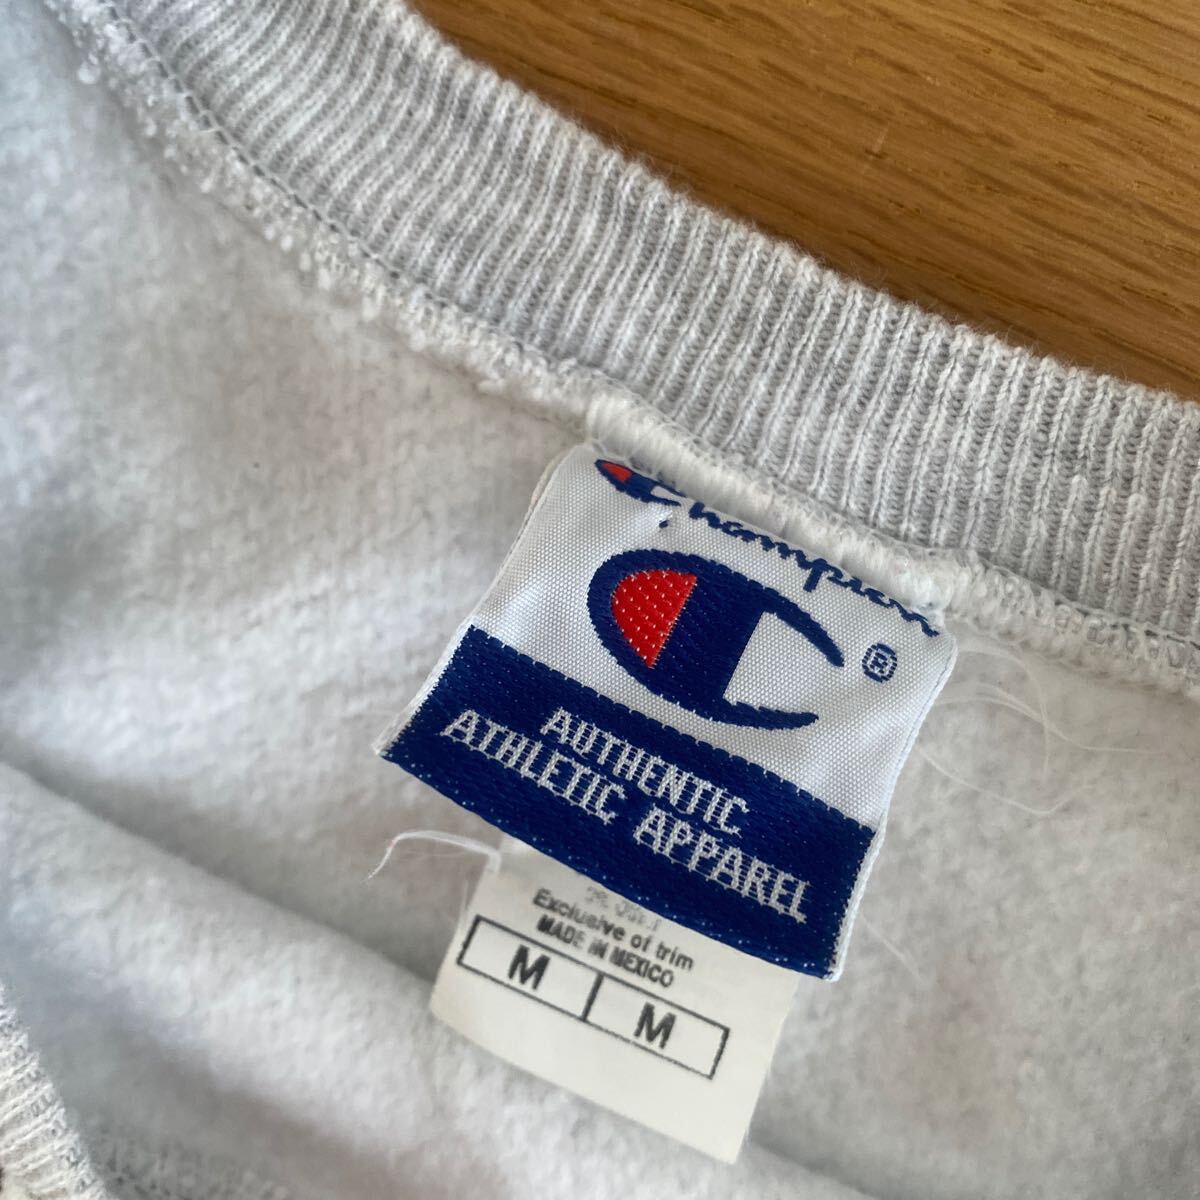 Champion
®
AUTHENTIC
ATHLETIC APPAREL
Exclusive of trim
MADE IN MEXICO
M M